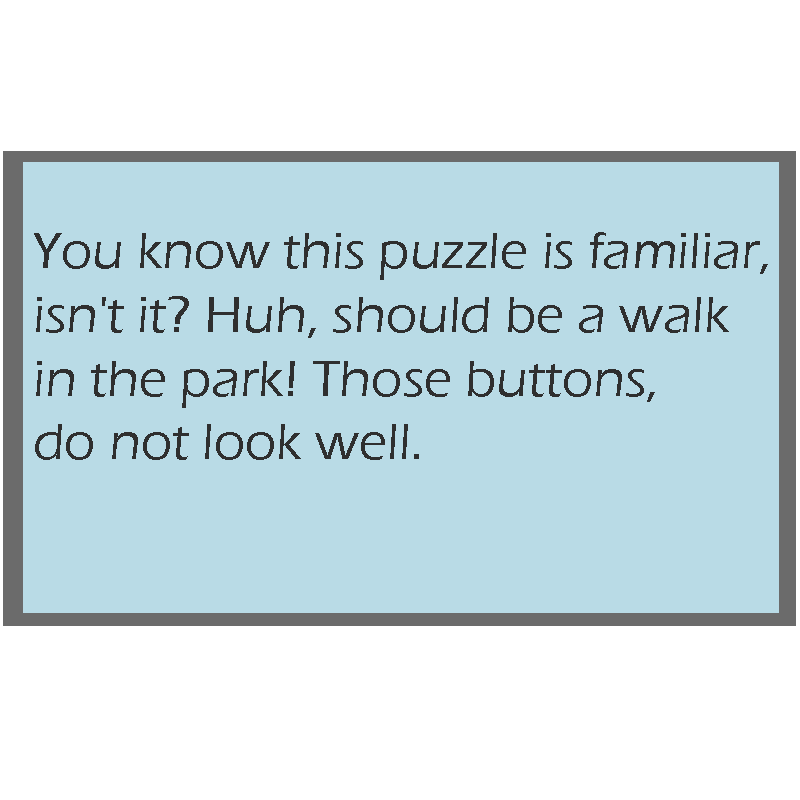 You know this puzzle is familiar,
isn't it? Huh, should be a walk
in the park! Those buttons,
do not look well.